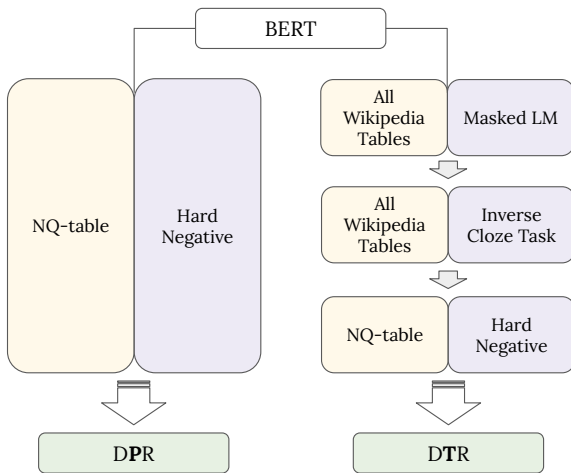 BERT
NQ-table
Hard
Negative
All
Wikipedia
Tables
Masked LM
All
Wikipedia
Tables
Inverse
Cloze Task
NQ-table
Hard
Negative
DPR
DTR